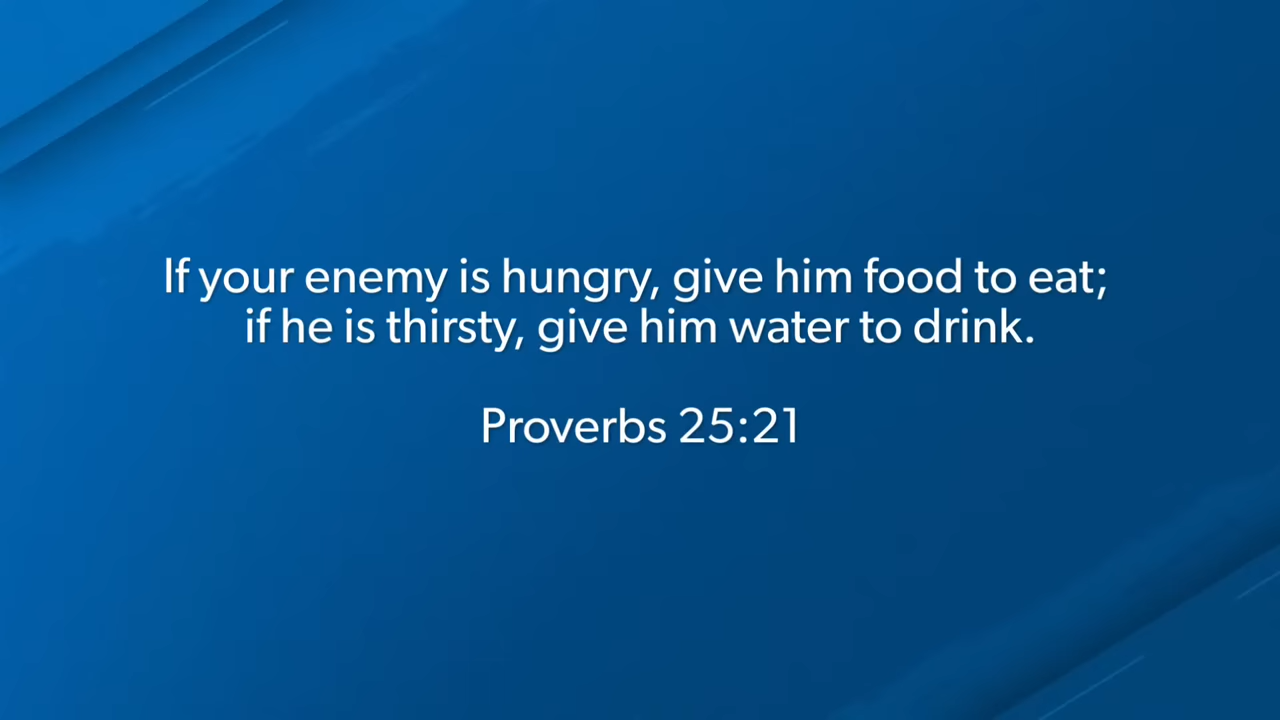 If your enemy is hungry, give him food to eat;
if he is thirsty, give him water to drink.
Proverbs 25:21